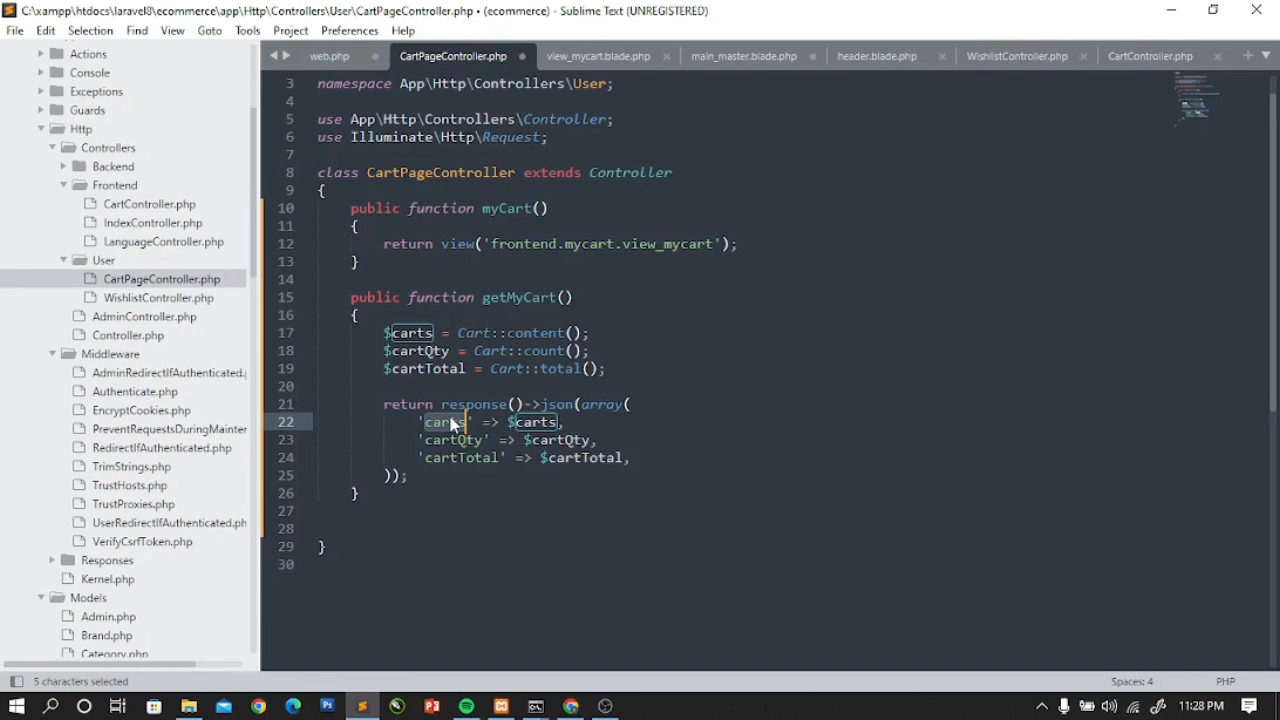 C:\xampp\htdocs\laravel8\ecommerce\app\Http\Controllers\User\CartPageController.php • (ecommerce) - Sublime Text (UNREGISTERED)
File Edit Selection Find View Goto Tools Project Preferences Help
Actions
Console
Exceptions
Guards
Http
Controllers
Backend
Frontend
CartController.php
IndexController.php
LanguageController.php
User
CartPageController.php
WishlistController.php
AdminController.php
Controller.php
Middleware
AdminRedirectIfAuthenticated.
Authenticate.php
EncryptCookies.php
PreventRequestsDuringMainter
RedirectIfAuthenticated.php
TrimStrings.php
TrustHosts.php
TrustProxies.php
UserRedirectIfAuthenticated.ph
VerifyCsrfToken.php
Responses
Kernel.php
Models
Admin.php
Brand.php
Category.php
web.php CartPageController.php view_mycart.blade.php main_master.blade.php header.blade.php WishlistController.php CartController.php
3 namespace App\Http\Controllers\User;
4
5 use App\Http\Controllers\Controller;
6 use Illuminate\Http\Request;
7
8 class CartPageController extends Controller
9 {
10 public function myCart()
11 {
12 return view('frontend.mycart.view_mycart');
13 }
14
15 public function getMyCart()
16 {
17 $carts = Cart::content();
18 $cartQty = Cart::count();
19 $cartTotal = Cart::total();
20
21 return response()->json(array(
22 'carts' => $carts,
23 'cartQty' => $cartQty,
24 'cartTotal' => $cartTotal,
25 ));
26 }
27
28
29 }
30
5 characters selected Spaces: 4 PHP
11:28 PM